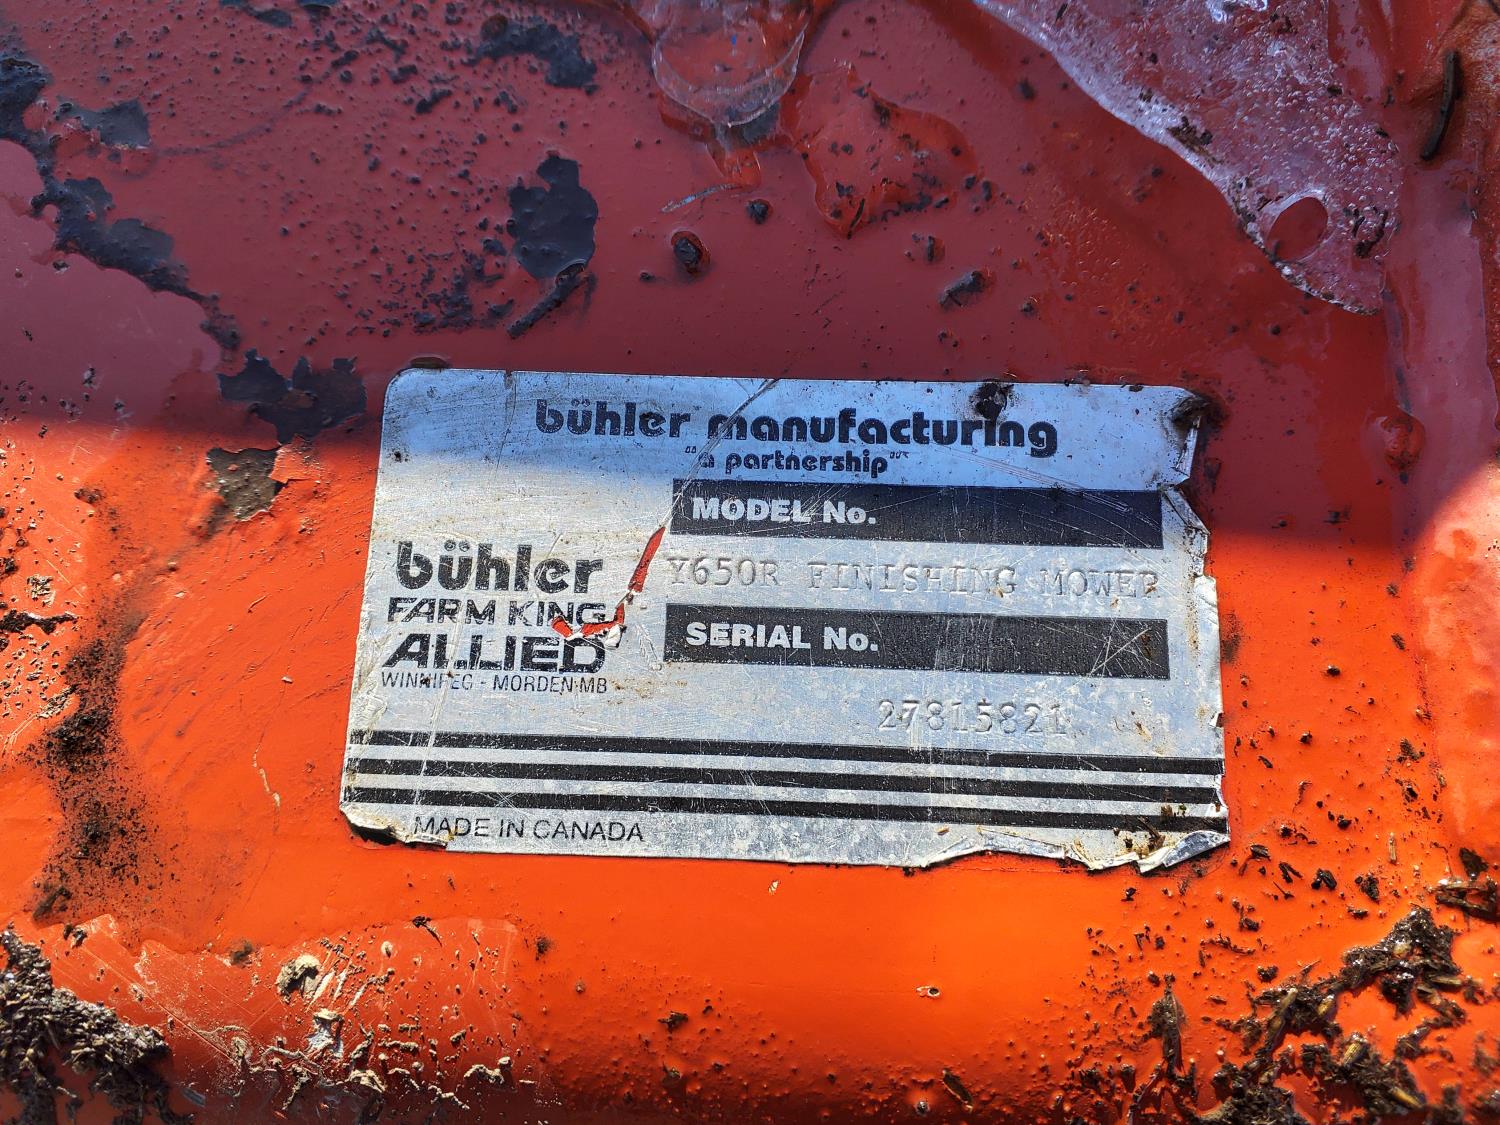 bühler manufacturing
"a partnership"
MODEL No.
Y650R FINISHING MOWER
SERIAL No.
27815821
bühler
FARM KING
ALLIED
WINNIPEG - MORDEN MB
MADE IN CANADA